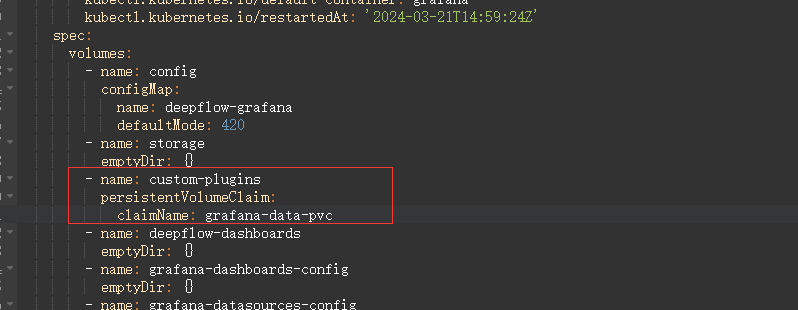 kubectl.kubernetes.io/default-container: grafana
kubectl.kubernetes.io/restartedAt: '2024-03-21T14:59:24Z'
spec:
volumes:
- name: config
configMap:
name: deepflow-grafana
defaultMode: 420
- name: storage
emptyDir: {}
- name: custom-plugins
persistentVolumeClaim:
claimName: grafana-data-pvc
- name: deepflow-dashboards
emptyDir: {}
- name: grafana-dashboards-config
emptyDir: {}
- name: grafana-datasources-config